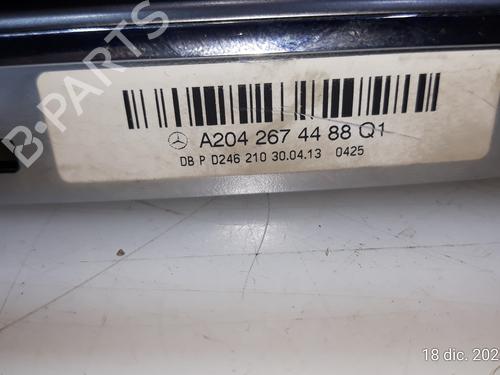 A204 267 44 88 Q1
DB P D246 210 30.04.13 0425
B-PARTS
18 dic. 202